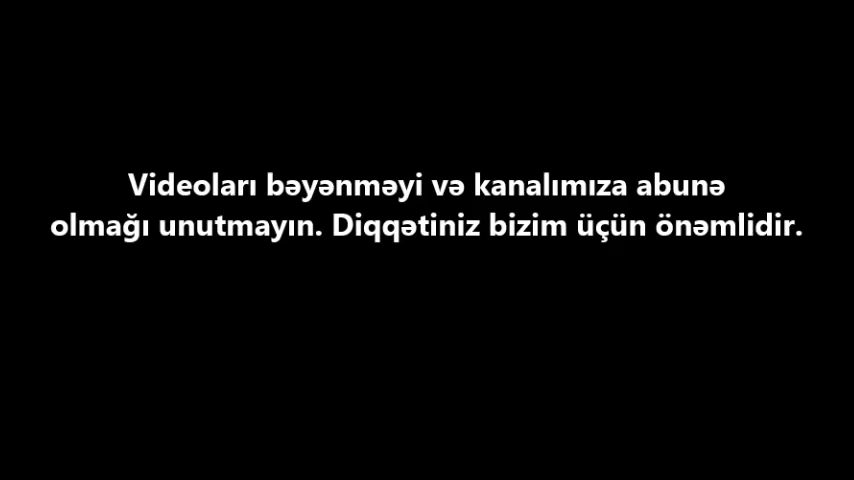 Videoları bəyənməyi və kanalımıza abunə
olmağı unutmayın. Diqqətiniz bizim üçün önəmlidir.